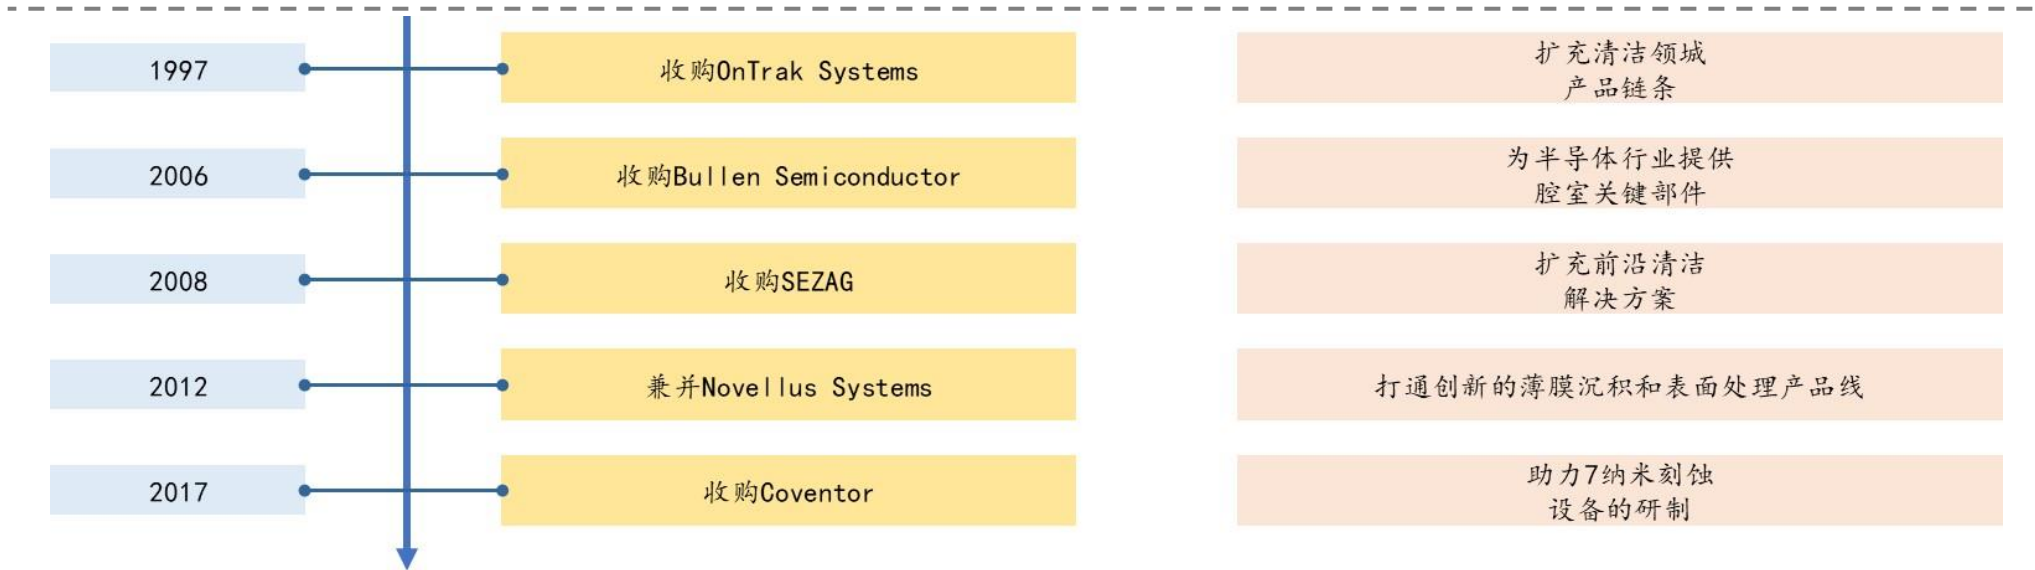 1997
收购OnTrak Systems
扩充清洁领城
产品链条
2006
收购Bullen Semiconductor
为半导体行业提供
腔室关键部件
2008
收购SEZAG
扩充前沿清洁
解决方案
2012
兼并Novellus Systems
打通创新的薄膜沉积和表面处理产品线
2017
收购Coventor
助力7纳米刻蚀
设备的研制